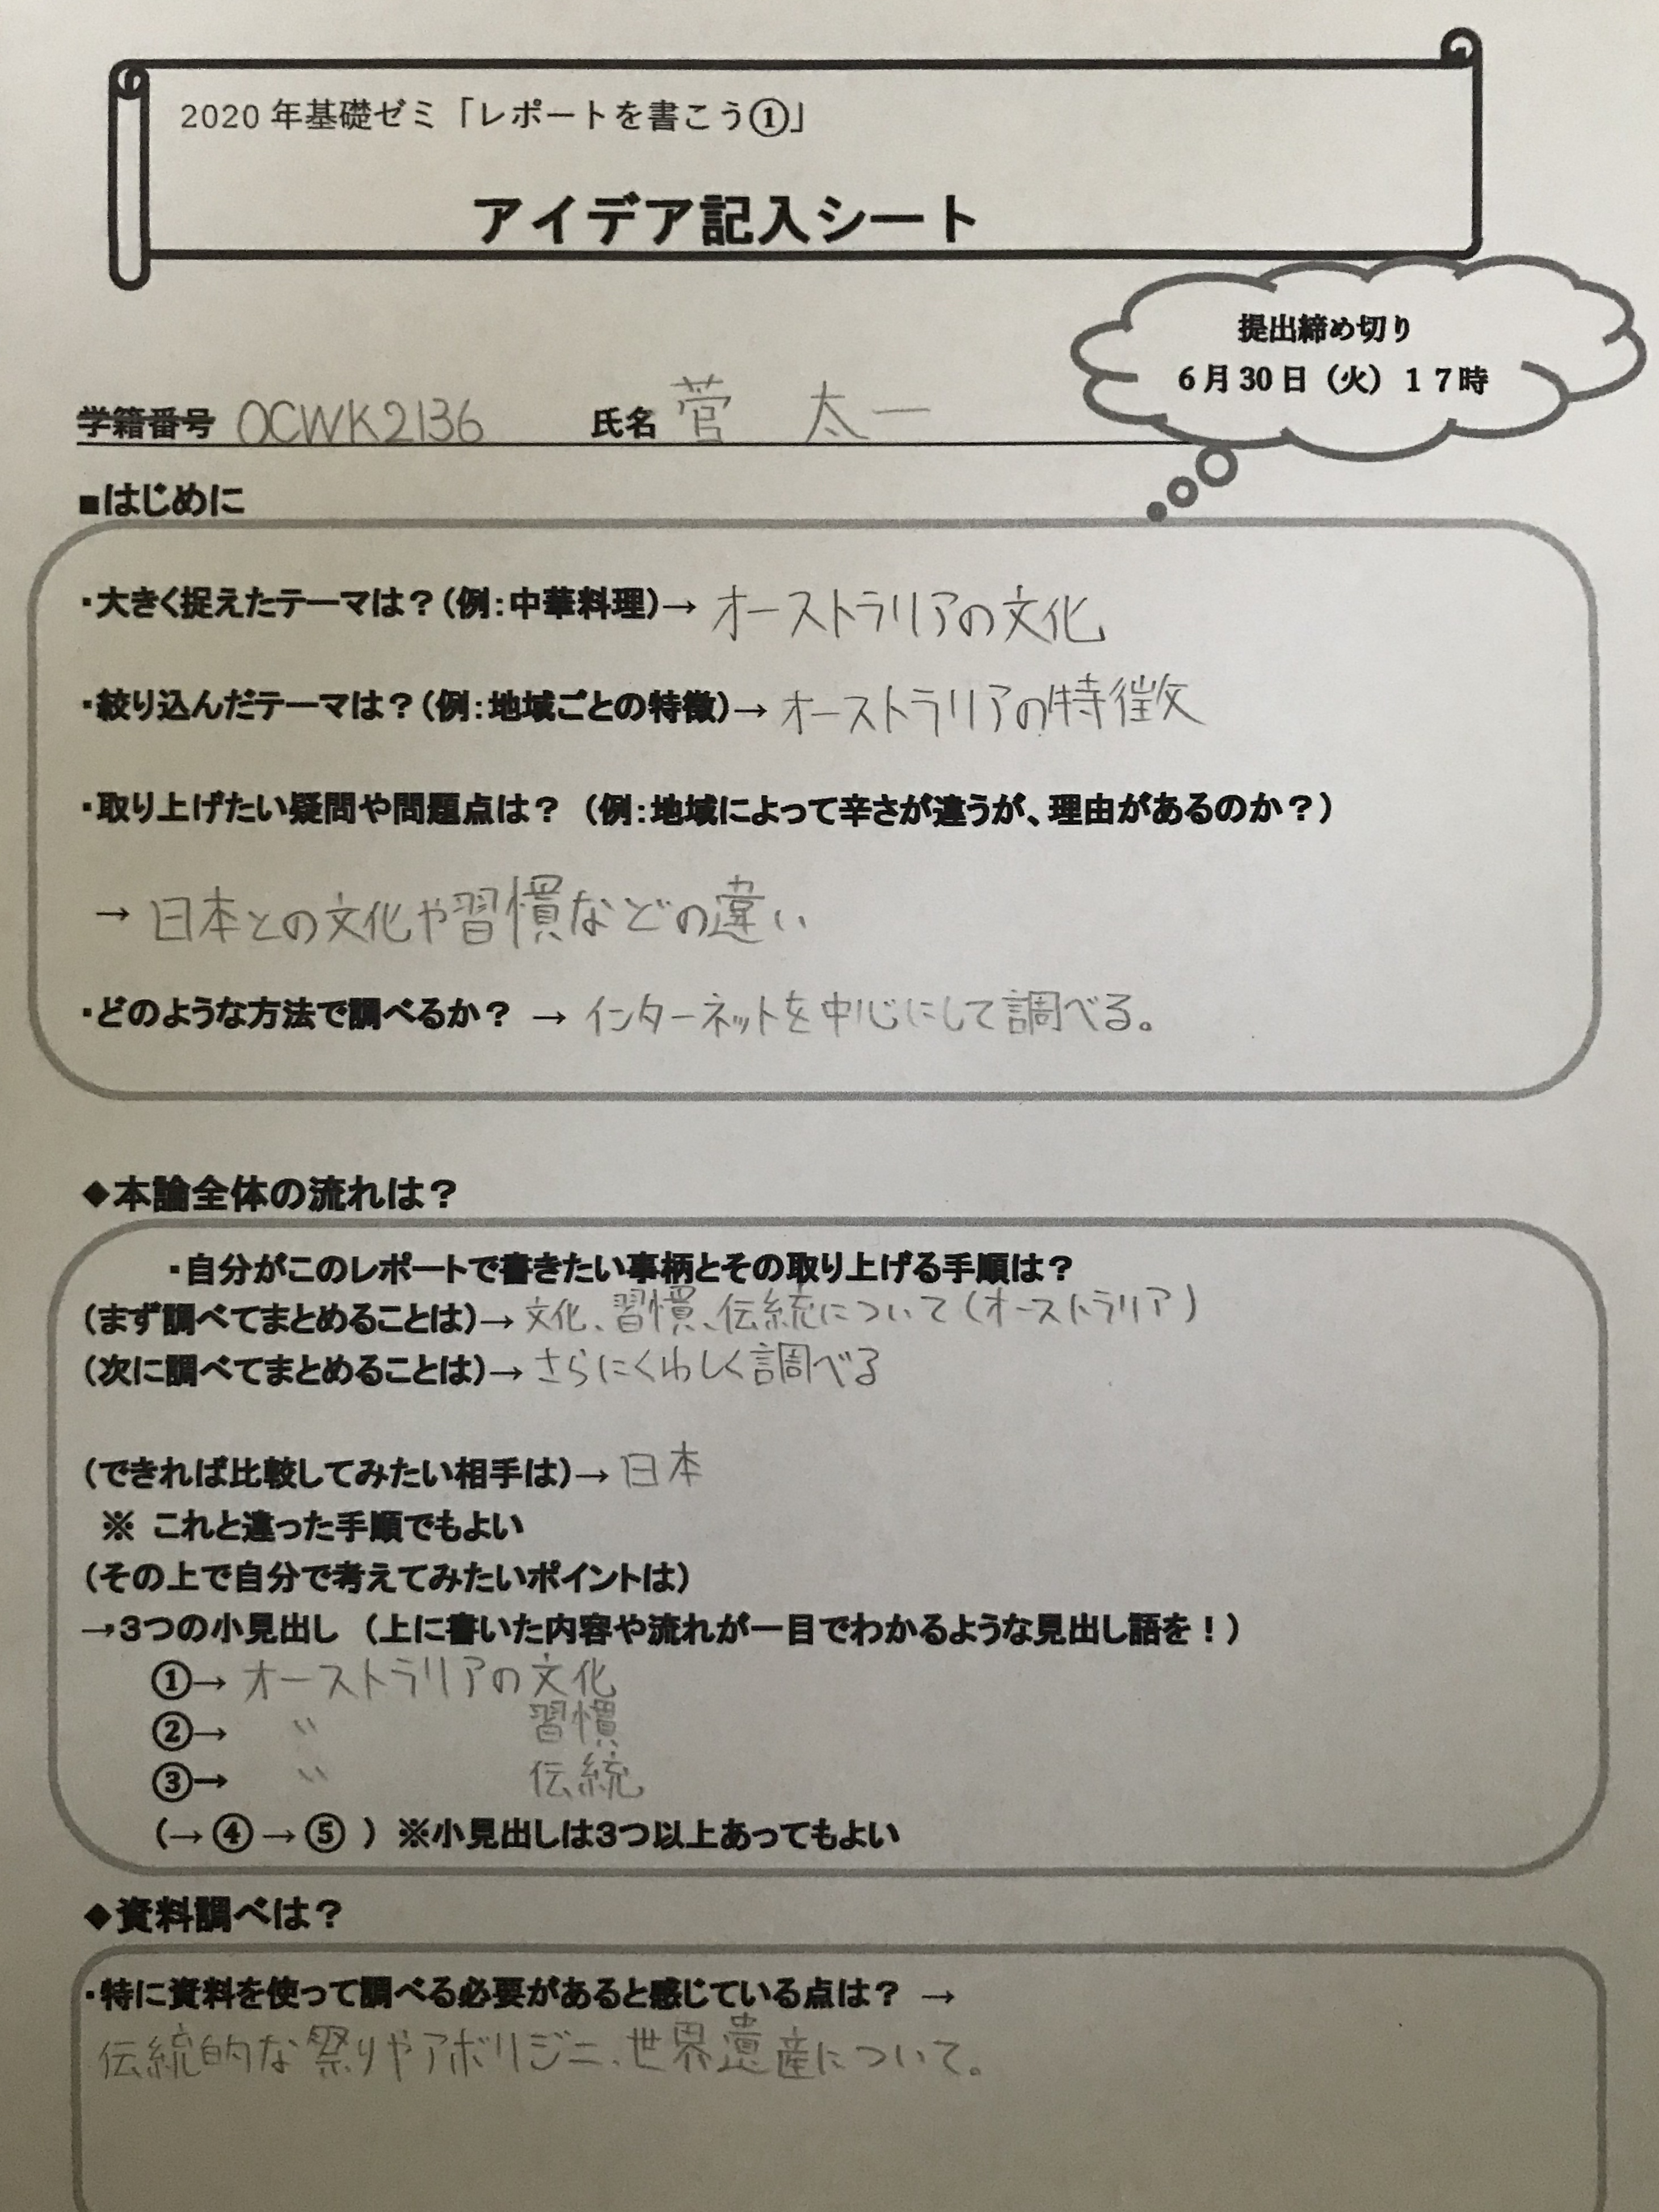 2020年基礎ゼミ「レポートを書こう①」
アイデア記入シート
提出締め切り
6月30日（火）17時
学籍番号 OCWK2136 氏名 菅 太一
■はじめに
・大きく捉えたテーマは？（例：中華料理）→ オーストラリアの文化
・絞り込んだテーマは？（例：地域ごとの特徴）→ オーストラリアの特徴
・取り上げたい疑問や問題点は？（例：地域によって辛さが違うが、理由があるのか？）
→ 日本との文化や習慣などの違い
・どのような方法で調べるか？ → インターネットを中心にして調べる。
◆本論全体の流れは？
・自分がこのレポートで書きたい事柄とその取り上げる手順は？
（まず調べてまとめることは）→ 文化、習慣、伝統について（オーストラリア）
（次に調べてまとめることは）→ さらにくわしく調べる
（できれば比較してみたい相手は）→ 日本
※ これと違った手順でもよい
（その上で自分で考えてみたいポイントは）
→３つの小見出し（上に書いた内容や流れが一目でわかるような見出し語を！）
①→ オーストラリアの文化
②→ 〃 習慣
③→ 〃 伝統
（→④→⑤ ）※小見出しは３つ以上あってもよい
◆資料調べは？
・特に資料を使って調べる必要があると感じている点は？ →
伝統的な祭りやアボリジニ、世界遺産について。